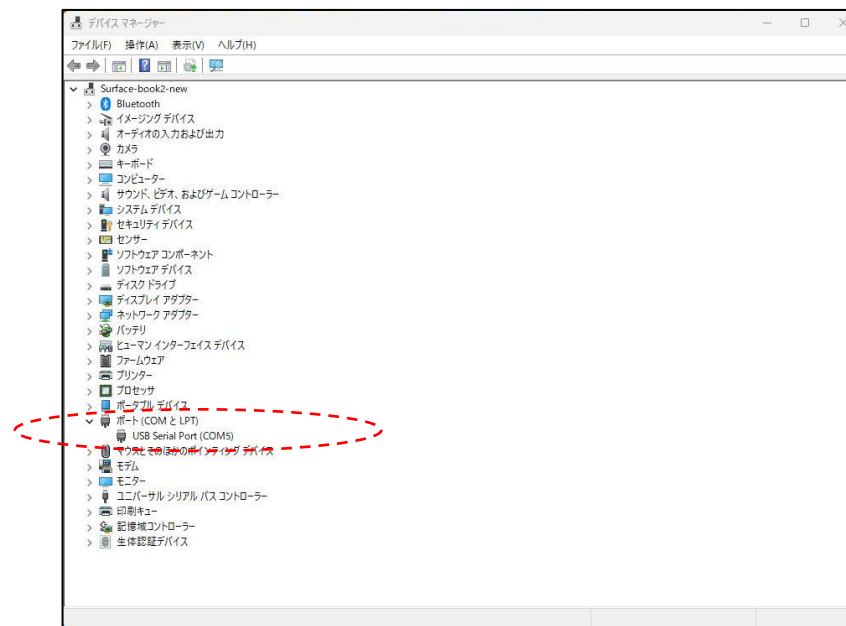 デバイス マネージャー
ファイル(F) 操作(A) 表示(V) ヘルプ(H)
Surface-book2-new
Bluetooth
イメージング デバイス
オーディオの入力および出力
カメラ
キーボード
コンピューター
サウンド、ビデオ、およびゲーム コントローラー
システム デバイス
セキュリティ デバイス
センサー
ソフトウェア コンポーネント
ソフトウェア デバイス
ディスク ドライブ
ディスプレイ アダプター
ネットワーク アダプター
バッテリ
ヒューマン インターフェイス デバイス
ファームウェア
プリンター
プロセッサ
ポータブル デバイス
ポート (COM と LPT)
USB Serial Port (COM5)
マウスとそのほかのポインティング デバイス
モデム
モニター
ユニバーサル シリアル バス コントローラー
印刷キュー
記憶域コントローラー
生体認証デバイス